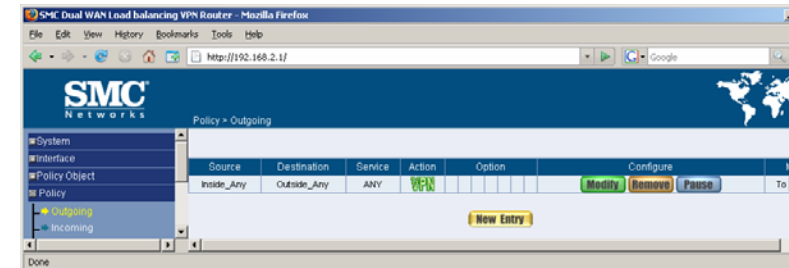 SMC Dual WAN Load balancing VPN Router - Mozilla Firefox
File Edit View History Bookmarks Tools Help
http://192.168.2.1/
G Google
SMC
Networks
Policy > Outgoing
System
Interface
Policy Object
Policy
Outgoing
Incoming
Source Destination Service Action Option Configure
Inside_Any Outside_Any ANY VPN Modify Remove Pause To
New Entry
Done